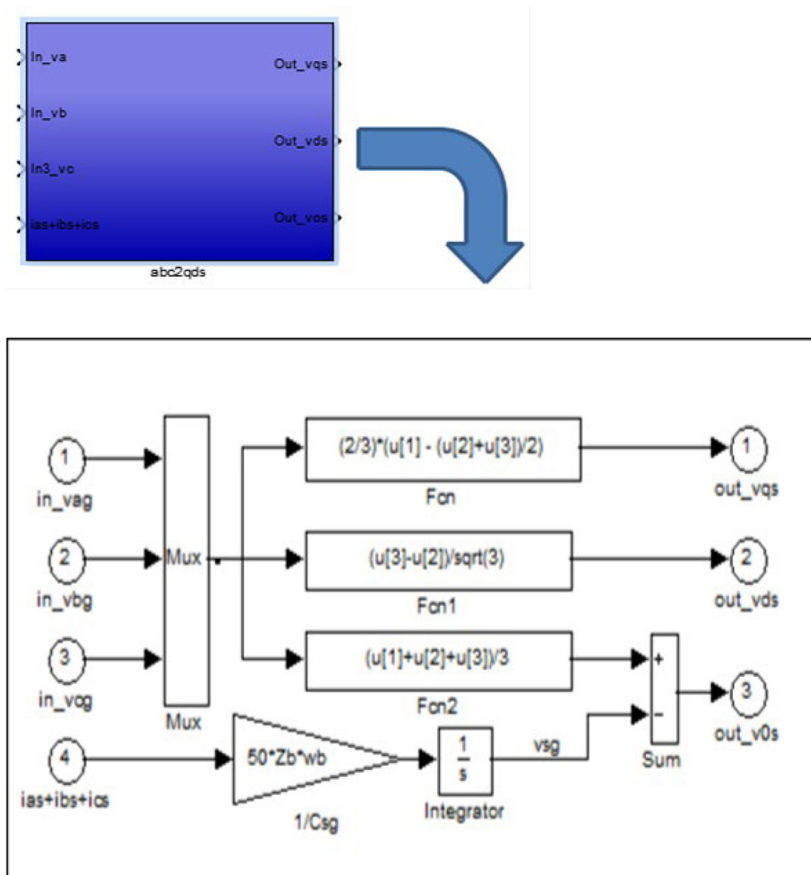 In_va
Out_vqs
In_vb
Out_vds
In3_vc
ias+ibs+ics
Out_vos
abc2qds
1
in_vag
(2/3)*(u[1] - (u[2]+u[3])/2)
Fcn
1
out_vqs
2
in_vbg
Mux
(u[3]-u[2])/sqrt(3)
Fcn1
2
out_vds
3
in_vcg
Mux
(u[1]+u[2]+u[3])/3
Fcn2
+
−
Sum
3
out_v0s
4
ias+ibs+ics
50*Zb*wb
1/Csg
1
s
Integrator
vsg